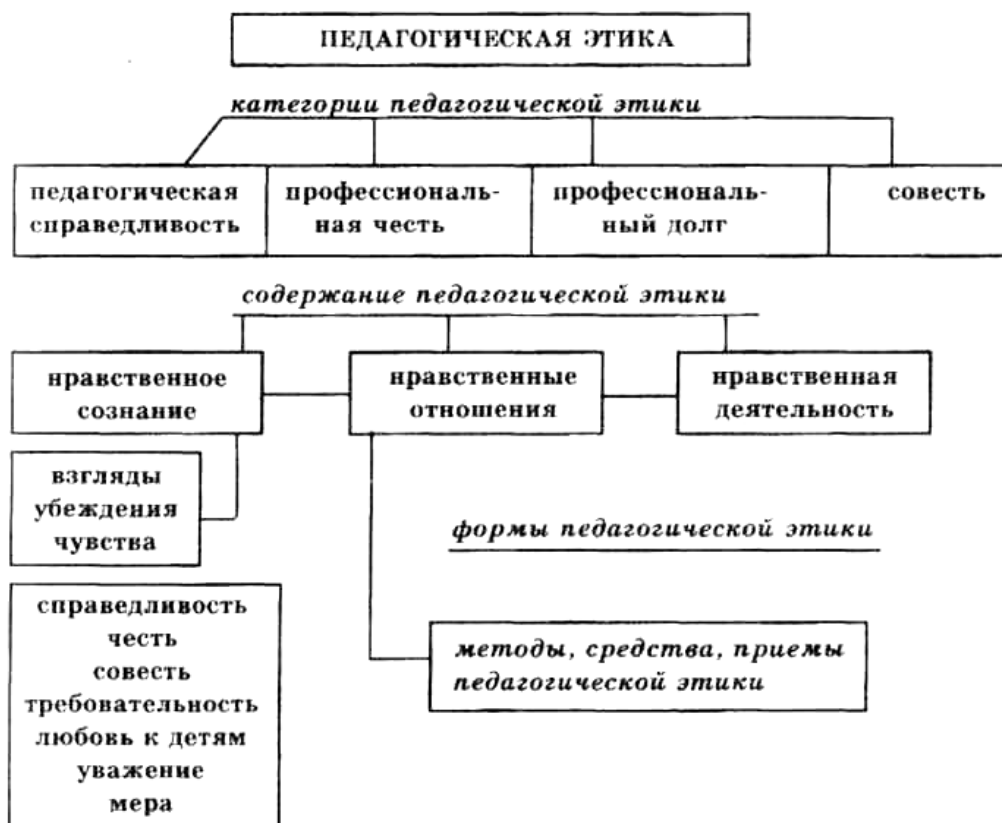 ПЕДАГОГИЧЕСКАЯ ЭТИКА
категории педагогической этики
педагогическая
справедливость
профессиональ-
ная честь
профессиональ-
ный долг
совесть
содержание педагогической этики
нравственное
сознание
нравственные
отношения
нравственная
деятельность
взгляды
убеждения
чувства
формы педагогической этики
справедливость
честь
совесть
требовательность
любовь к детям
уважение
мера
методы, средства, приемы
педагогической этики